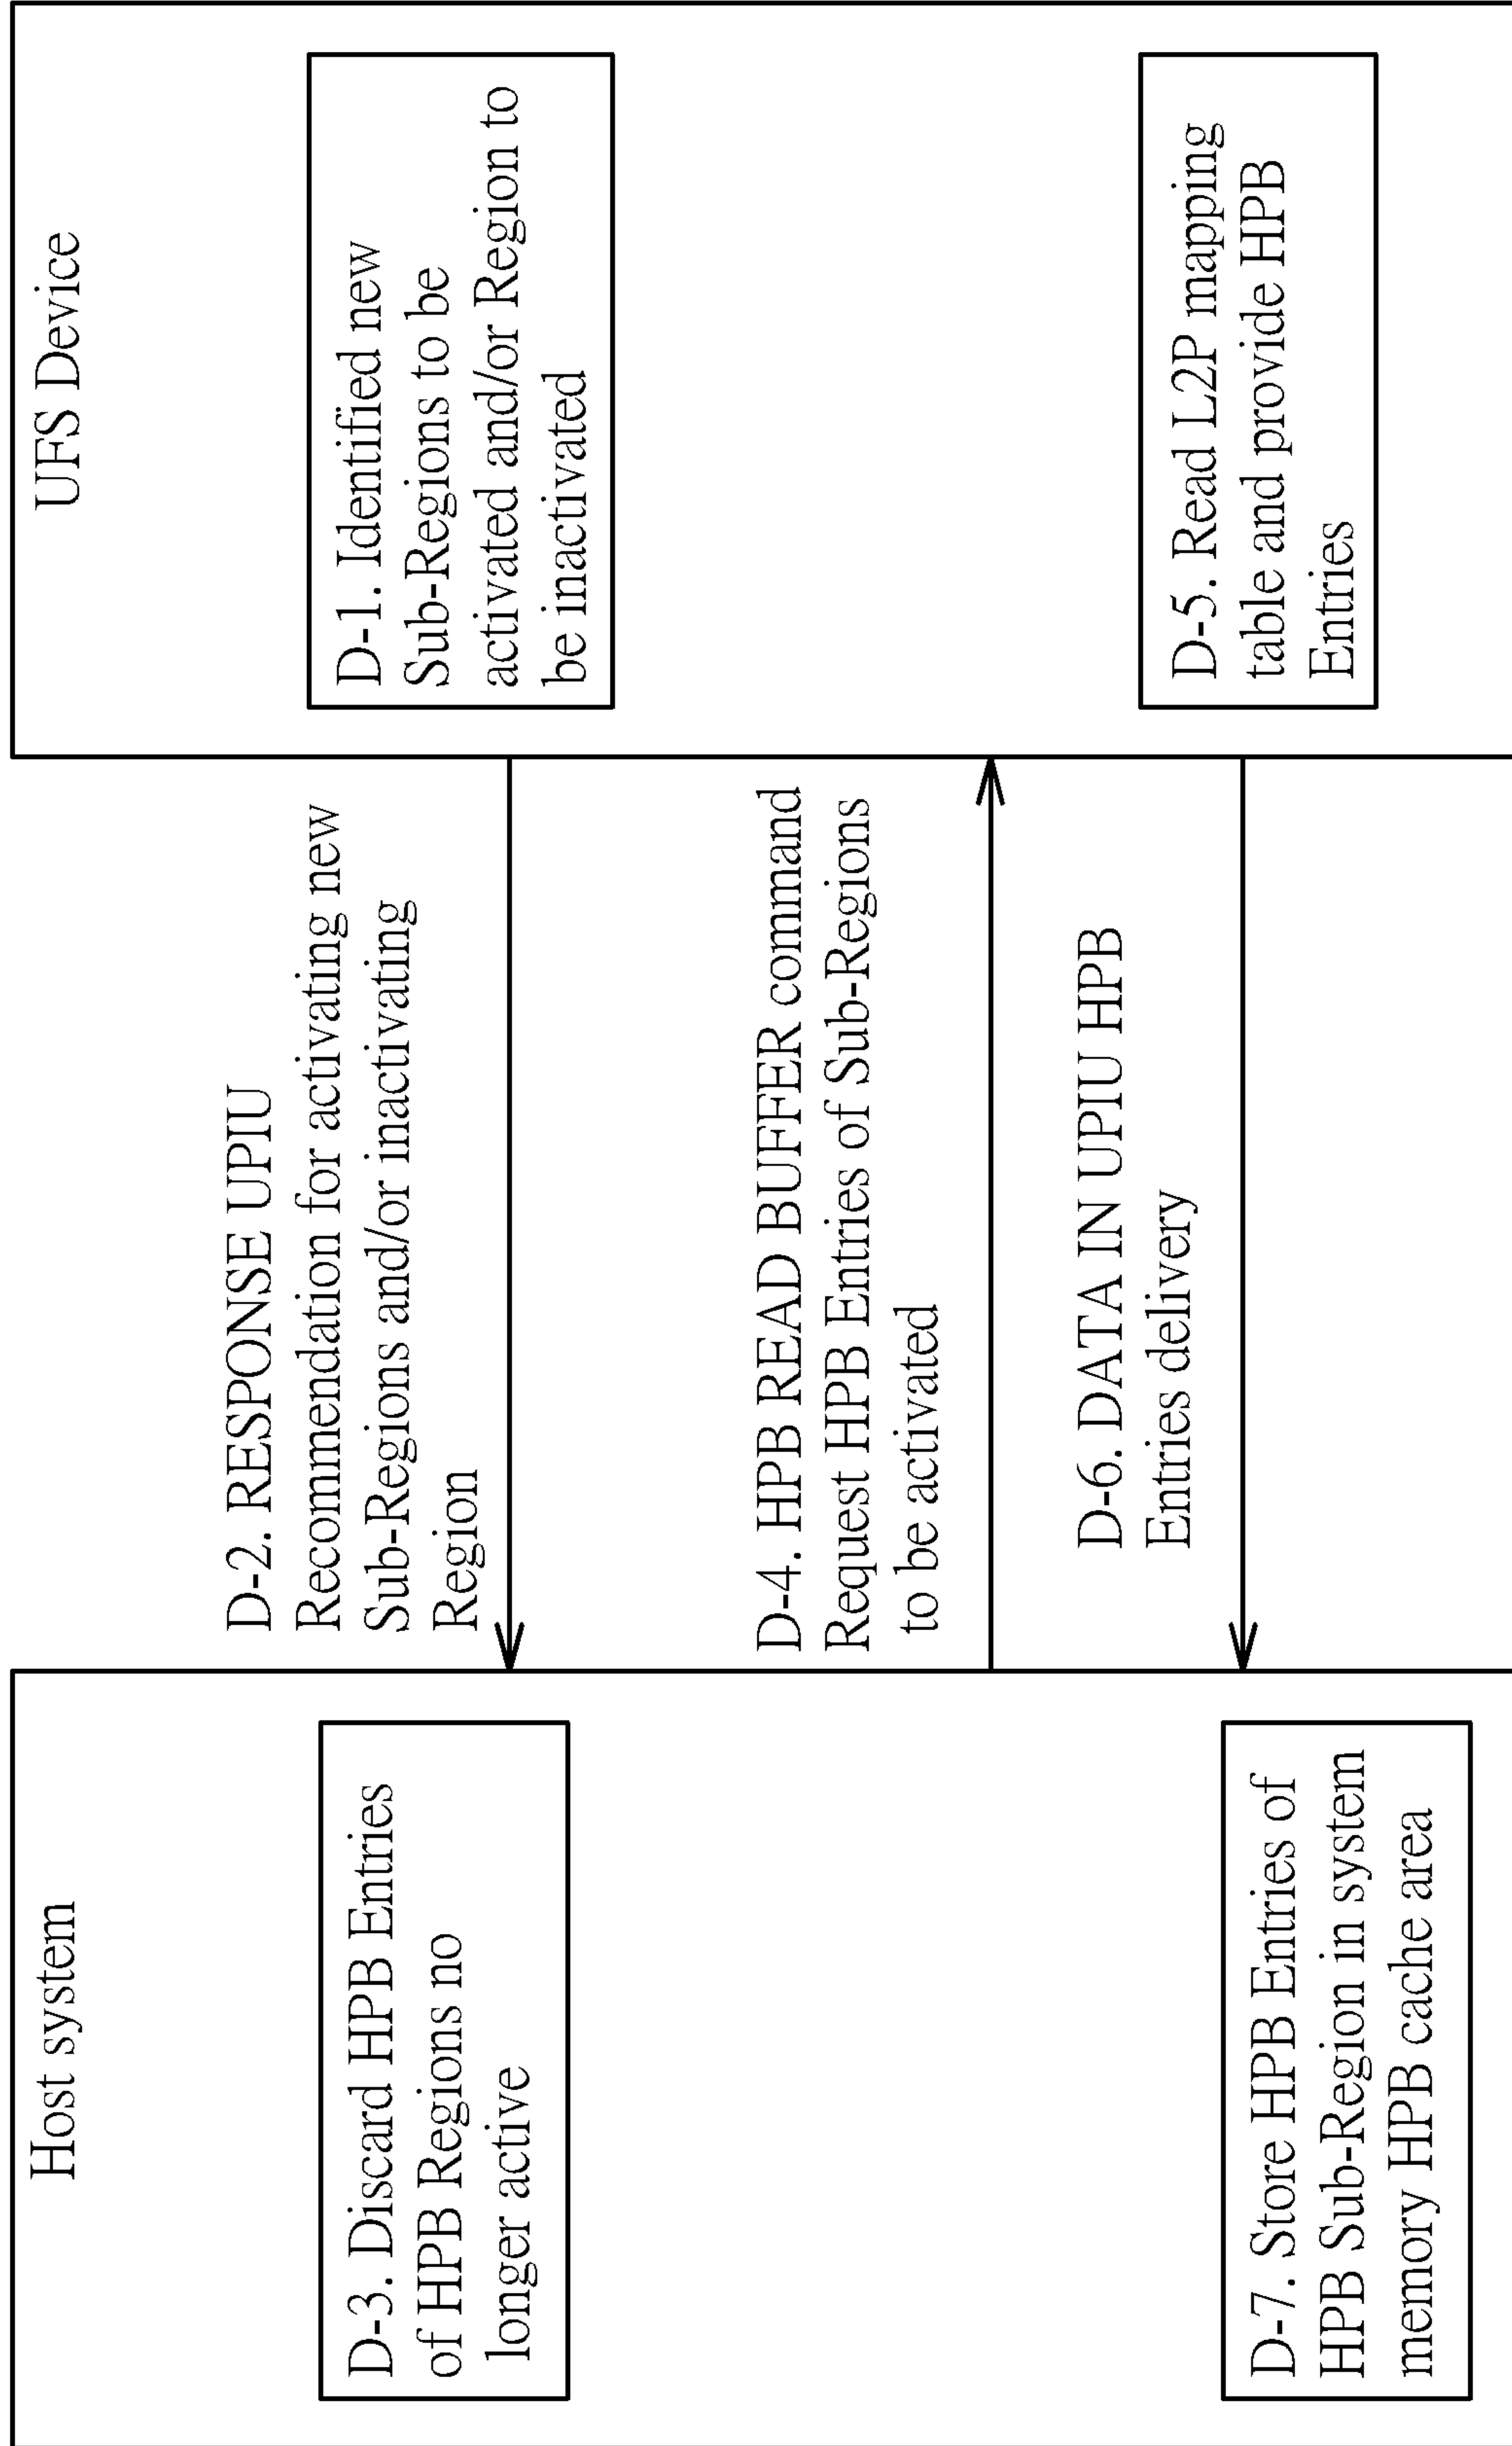 Host system
UFS Device
D-1. Identified new
Sub-Regions to be
activated and/or Region to
be inactivated
D-2. RESPONSE UPIU
Recommendation for activating new
Sub-Regions and/or inactivating
Region
D-3. Discard HPB Entries
of HPB Regions no
longer active
D-4. HPB READ BUFFER command
Request HPB Entries of Sub-Regions
to be activated
D-5. Read L2P mapping
table and provide HPB
Entries
D-6. DATA IN UPIU HPB
Entries delivery
D-7. Store HPB Entries of
HPB Sub-Region in system
memory HPB cache area